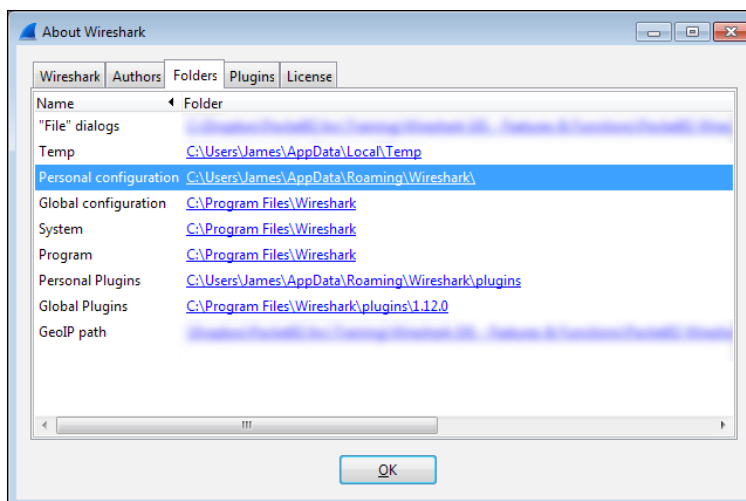 About Wireshark
Wireshark Authors Folders Plugins License
Name Folder
"File" dialogs
Temp C:\Users\James\AppData\Local\Temp
Personal configuration C:\Users\James\AppData\Roaming\Wireshark\
Global configuration C:\Program Files\Wireshark
System C:\Program Files\Wireshark
Program C:\Program Files\Wireshark
Personal Plugins C:\Users\James\AppData\Roaming\Wireshark\plugins
Global Plugins C:\Program Files\Wireshark\plugins\1.12.0
GeoIP path
OK